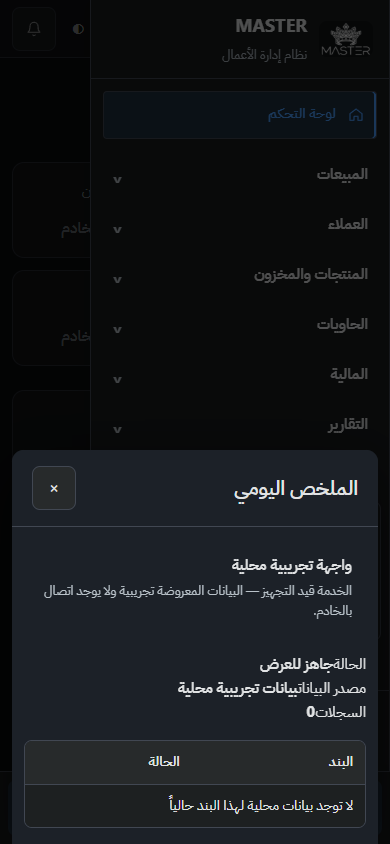 MASTER
نظام إدارة الأعمال
MASTER
لوحة التحكم
المبيعات
العملاء
المنتجات والمخزون
الحاويات
المالية
التقارير
خادم
خادم
الملخص اليومي
×
واجهة تجريبية محلية
الخدمة قيد التجهيز — البيانات المعروضة تجريبية ولا يوجد اتصال
بالخادم.
الحالةجاهز للعرض
مصدر البياناتبيانات تجريبية محلية
السجلات0
البند الحالة
لا توجد بيانات محلية لهذا البند حالياً